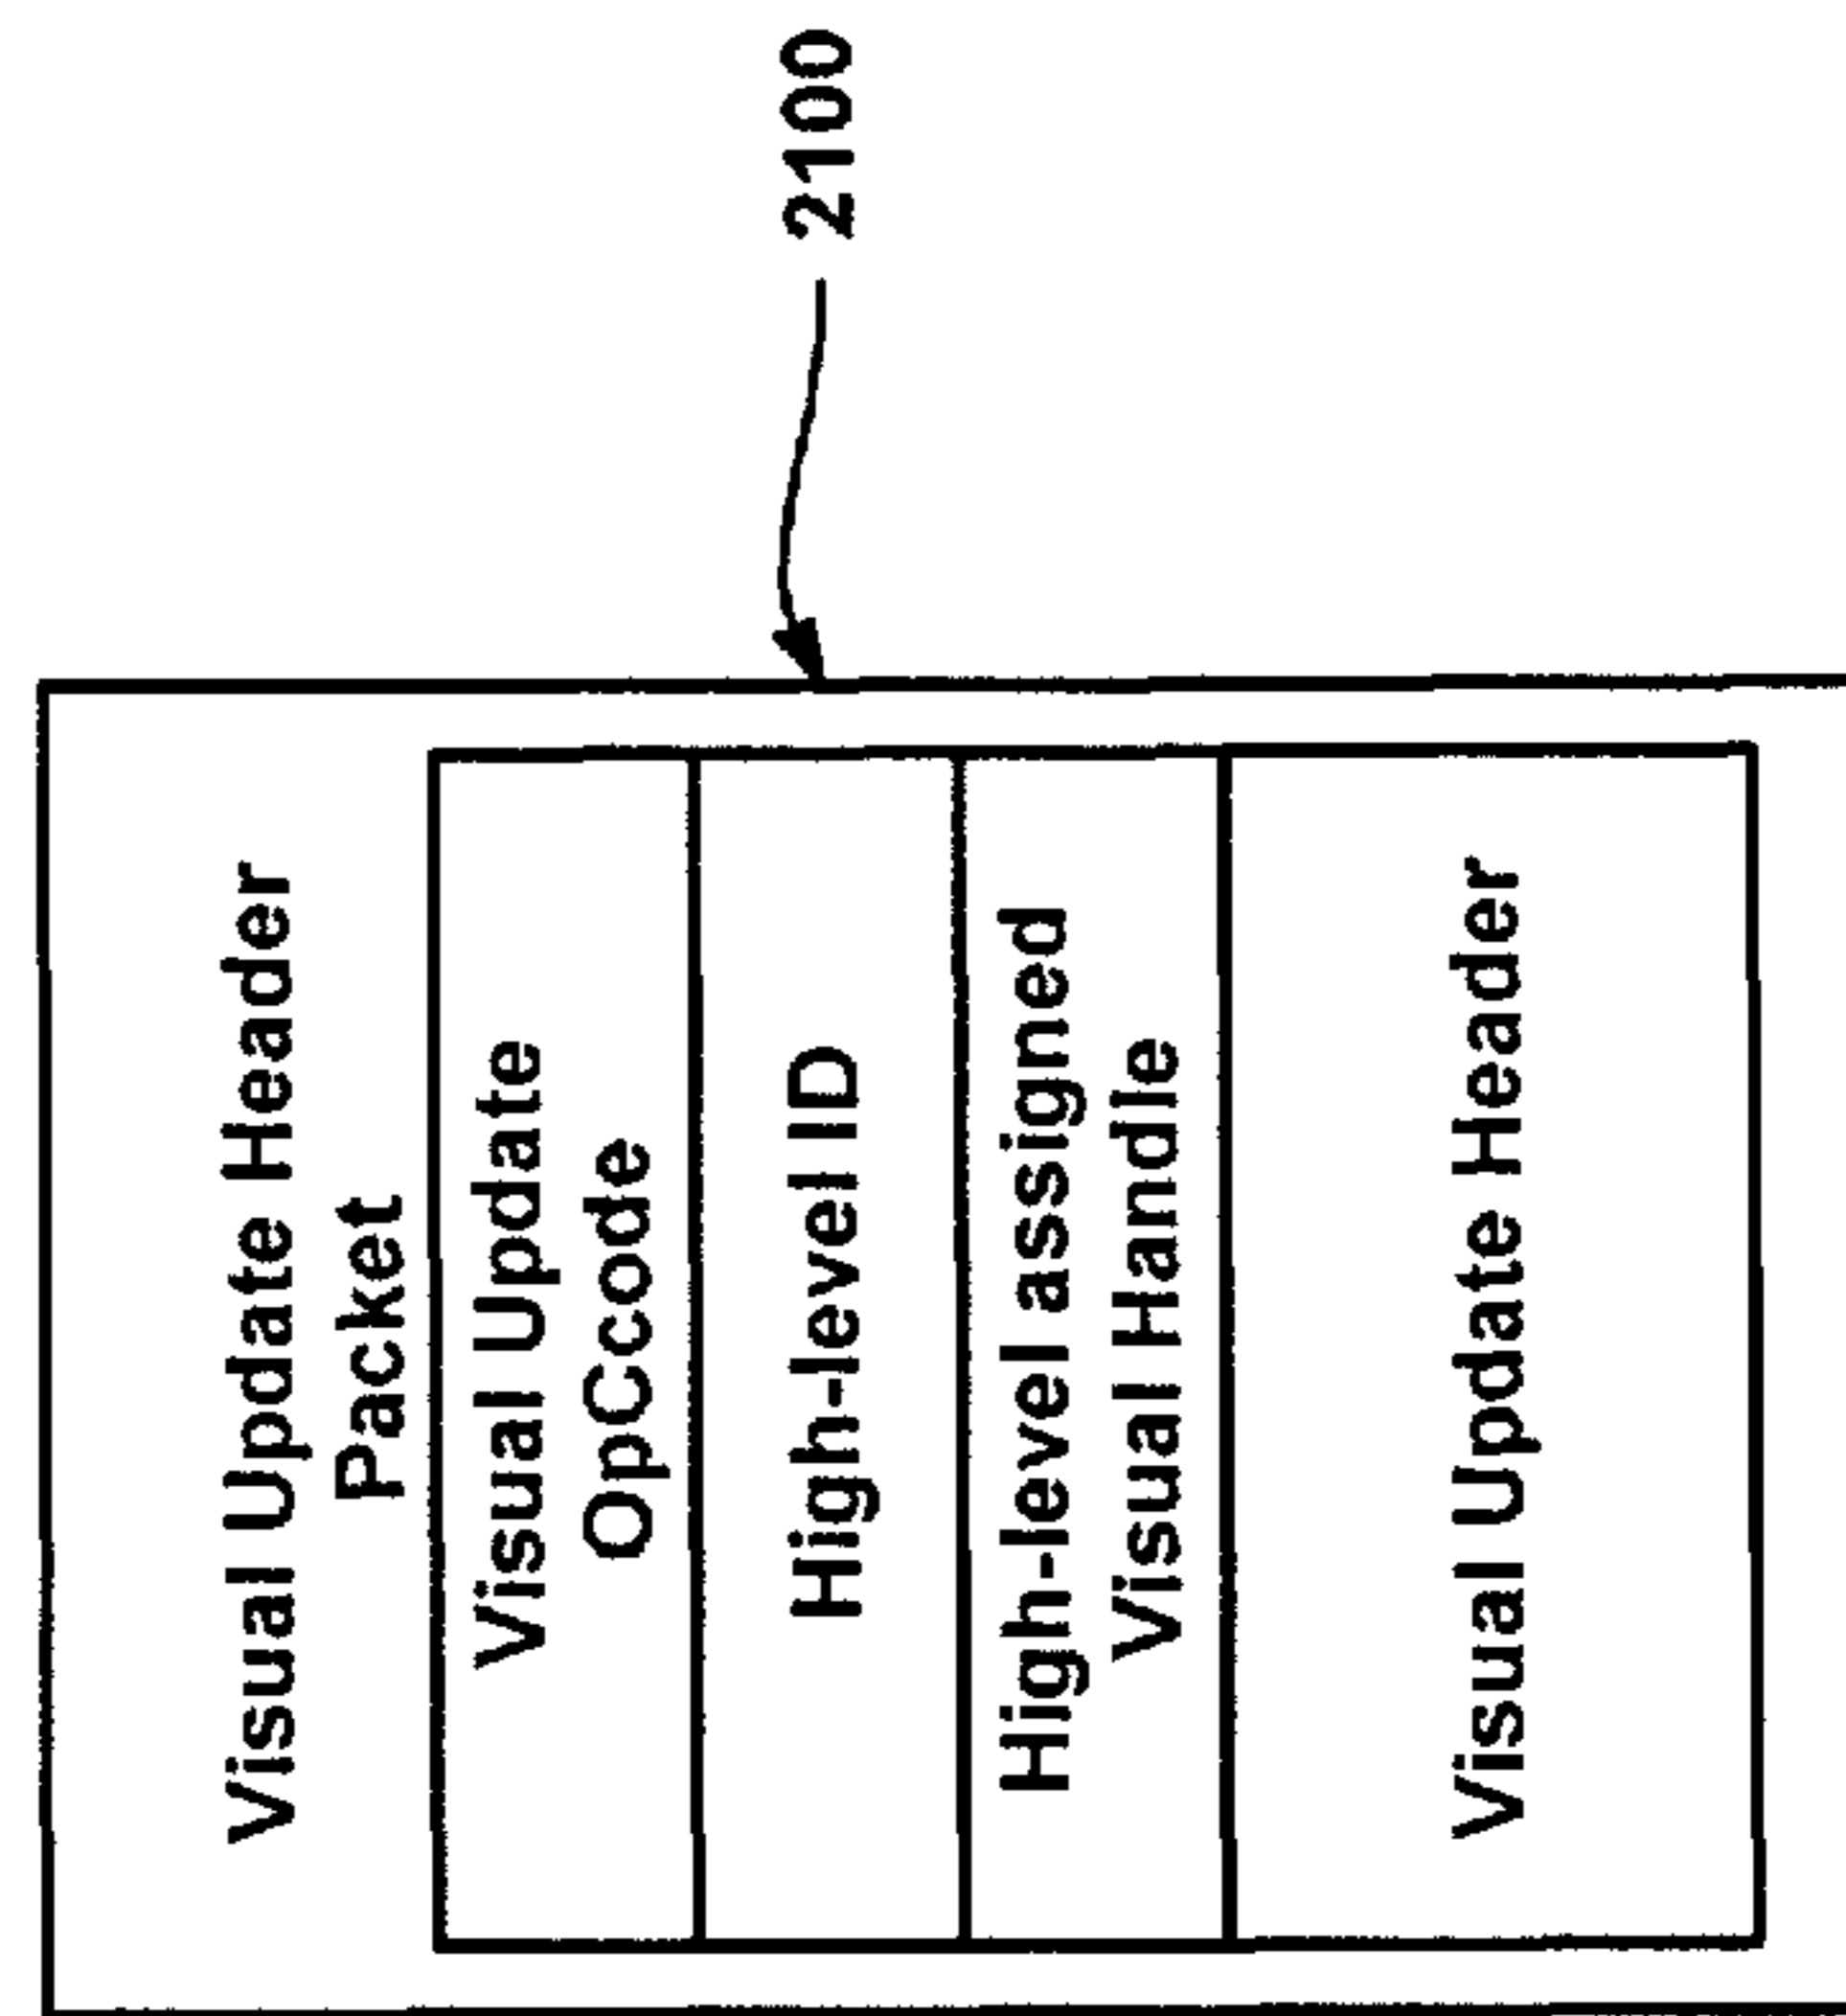 2100
Visual Update Header
Packet
Visual Update
OpCcode
High-level ID
High-level assigned
Visual Handle
Visual Update Header